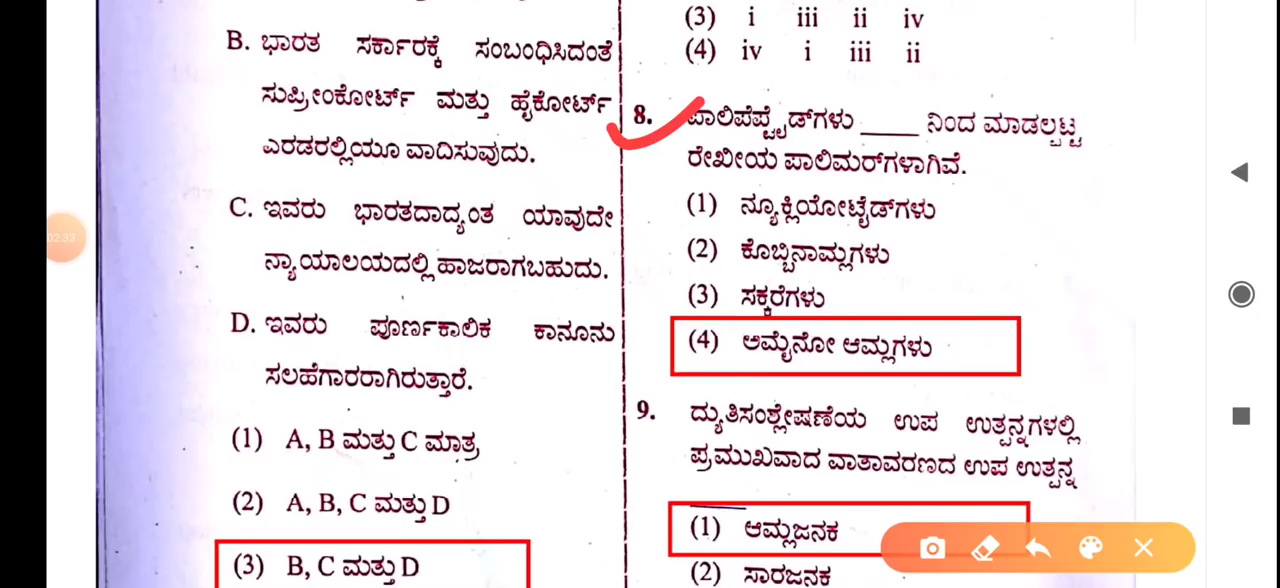 B. ಭಾರತ ಸರ್ಕಾರಕ್ಕೆ ಸಂಬಂಧಿಸಿದಂತೆ
ಸುಪ್ರೀಂಕೋರ್ಟ್ ಮತ್ತು ಹೈಕೋರ್ಟ್
ಎರಡರಲ್ಲಿಯೂ ವಾದಿಸುವುದು.
C. ಇವರು ಭಾರತದಾದ್ಯಂತ ಯಾವುದೇ
ನ್ಯಾಯಾಲಯದಲ್ಲಿ ಹಾಜರಾಗಬಹುದು.
D. ಇವರು ಪೂರ್ಣಕಾಲಿಕ ಕಾನೂನು
ಸಲಹೆಗಾರರಾಗಿರುತ್ತಾರೆ.
(1) A, B ಮತ್ತು C ಮಾತ್ರ
(2) A, B, C ಮತ್ತು D
(3) B, C ಮತ್ತು D
(3) i iii ii iv
(4) iv i iii ii
8. ಪಾಲಿಪೆಪ್ಟೈಡ್‌ಗಳು ____ ನಿಂದ ಮಾಡಲ್ಪಟ್ಟ
ರೇಖೀಯ ಪಾಲಿಮರ್‌ಗಳಾಗಿವೆ.
(1) ನ್ಯೂಕ್ಲಿಯೋಟೈಡ್‌ಗಳು
(2) ಕೊಬ್ಬಿನಾಮ್ಲಗಳು
(3) ಸಕ್ಕರೆಗಳು
(4) ಅಮೈನೋ ಆಮ್ಲಗಳು
9. ದ್ಯುತಿಸಂಶ್ಲೇಷಣೆಯ ಉಪ ಉತ್ಪನ್ನಗಳಲ್ಲಿ
ಪ್ರಮುಖವಾದ ವಾತಾವರಣದ ಉಪ ಉತ್ಪನ್ನ
(1) ಆಮ್ಲಜನಕ
(2) ಸಾರಜನಕ
02:33